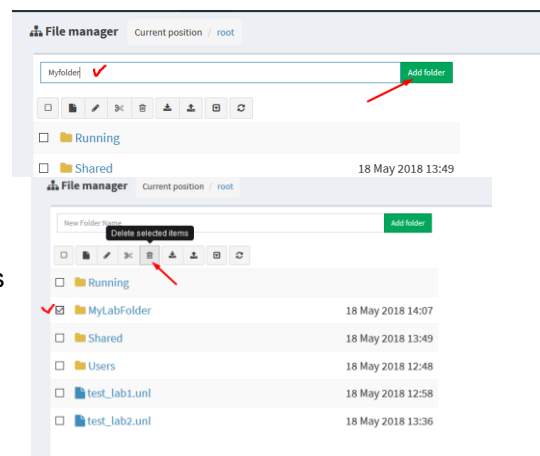 File manager Current position / root
Myfolder Add folder
Running
Shared 18 May 2018 13:49
File manager Current position / root
New Folder Name Add folder
Delete selected items
Running
s
MyLabFolder 18 May 2018 14:07
Shared 18 May 2018 13:49
Users 18 May 2018 12:48
test_lab1.unl 18 May 2018 12:58
test_lab2.unl 18 May 2018 13:36